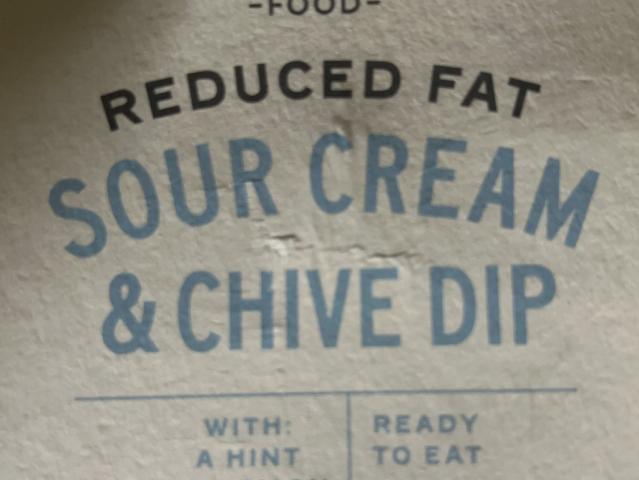 -FOOD-
REDUCED FAT
SOUR CREAM
& CHIVE DIP
WITH:
A HINT
READY
TO EAT